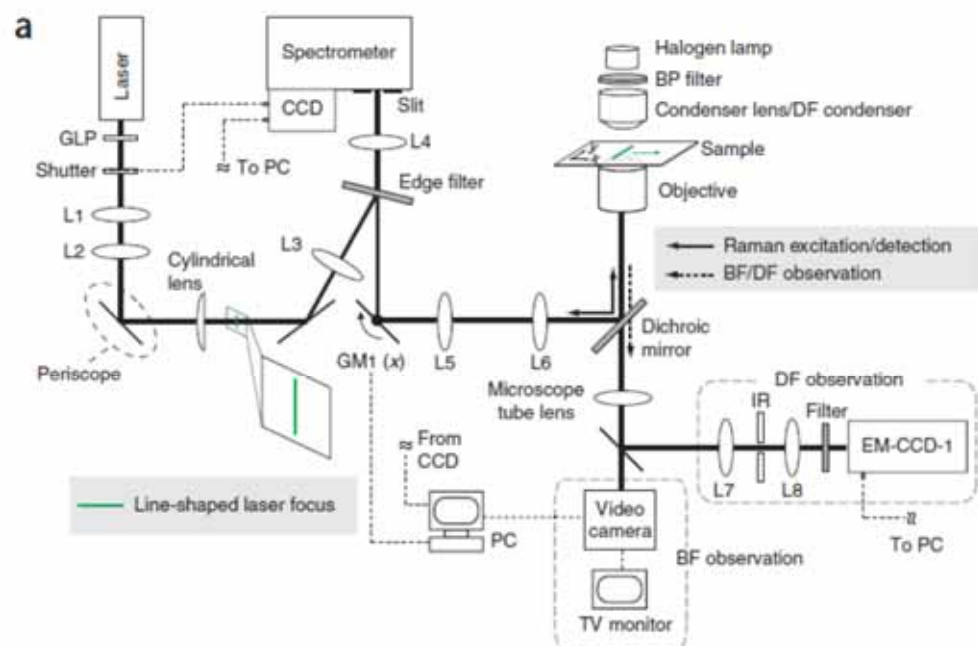 a
Laser
GLP
Shutter
L1
L2
Periscope
Cylindrical
lens
Line-shaped laser focus
Spectrometer
CCD
Slit
To PC
L4
Edge filter
L3
GM1 (x)
L5
L6
From
CCD
PC
Halogen lamp
BP filter
Condenser lens/DF condenser
Sample
Objective
Raman excitation/detection
BF/DF observation
Dichroic
mirror
Microscope
tube lens
DF observation
IR
Filter
EM-CCD-1
L7
L8
To PC
Video
camera
BF observation
TV monitor